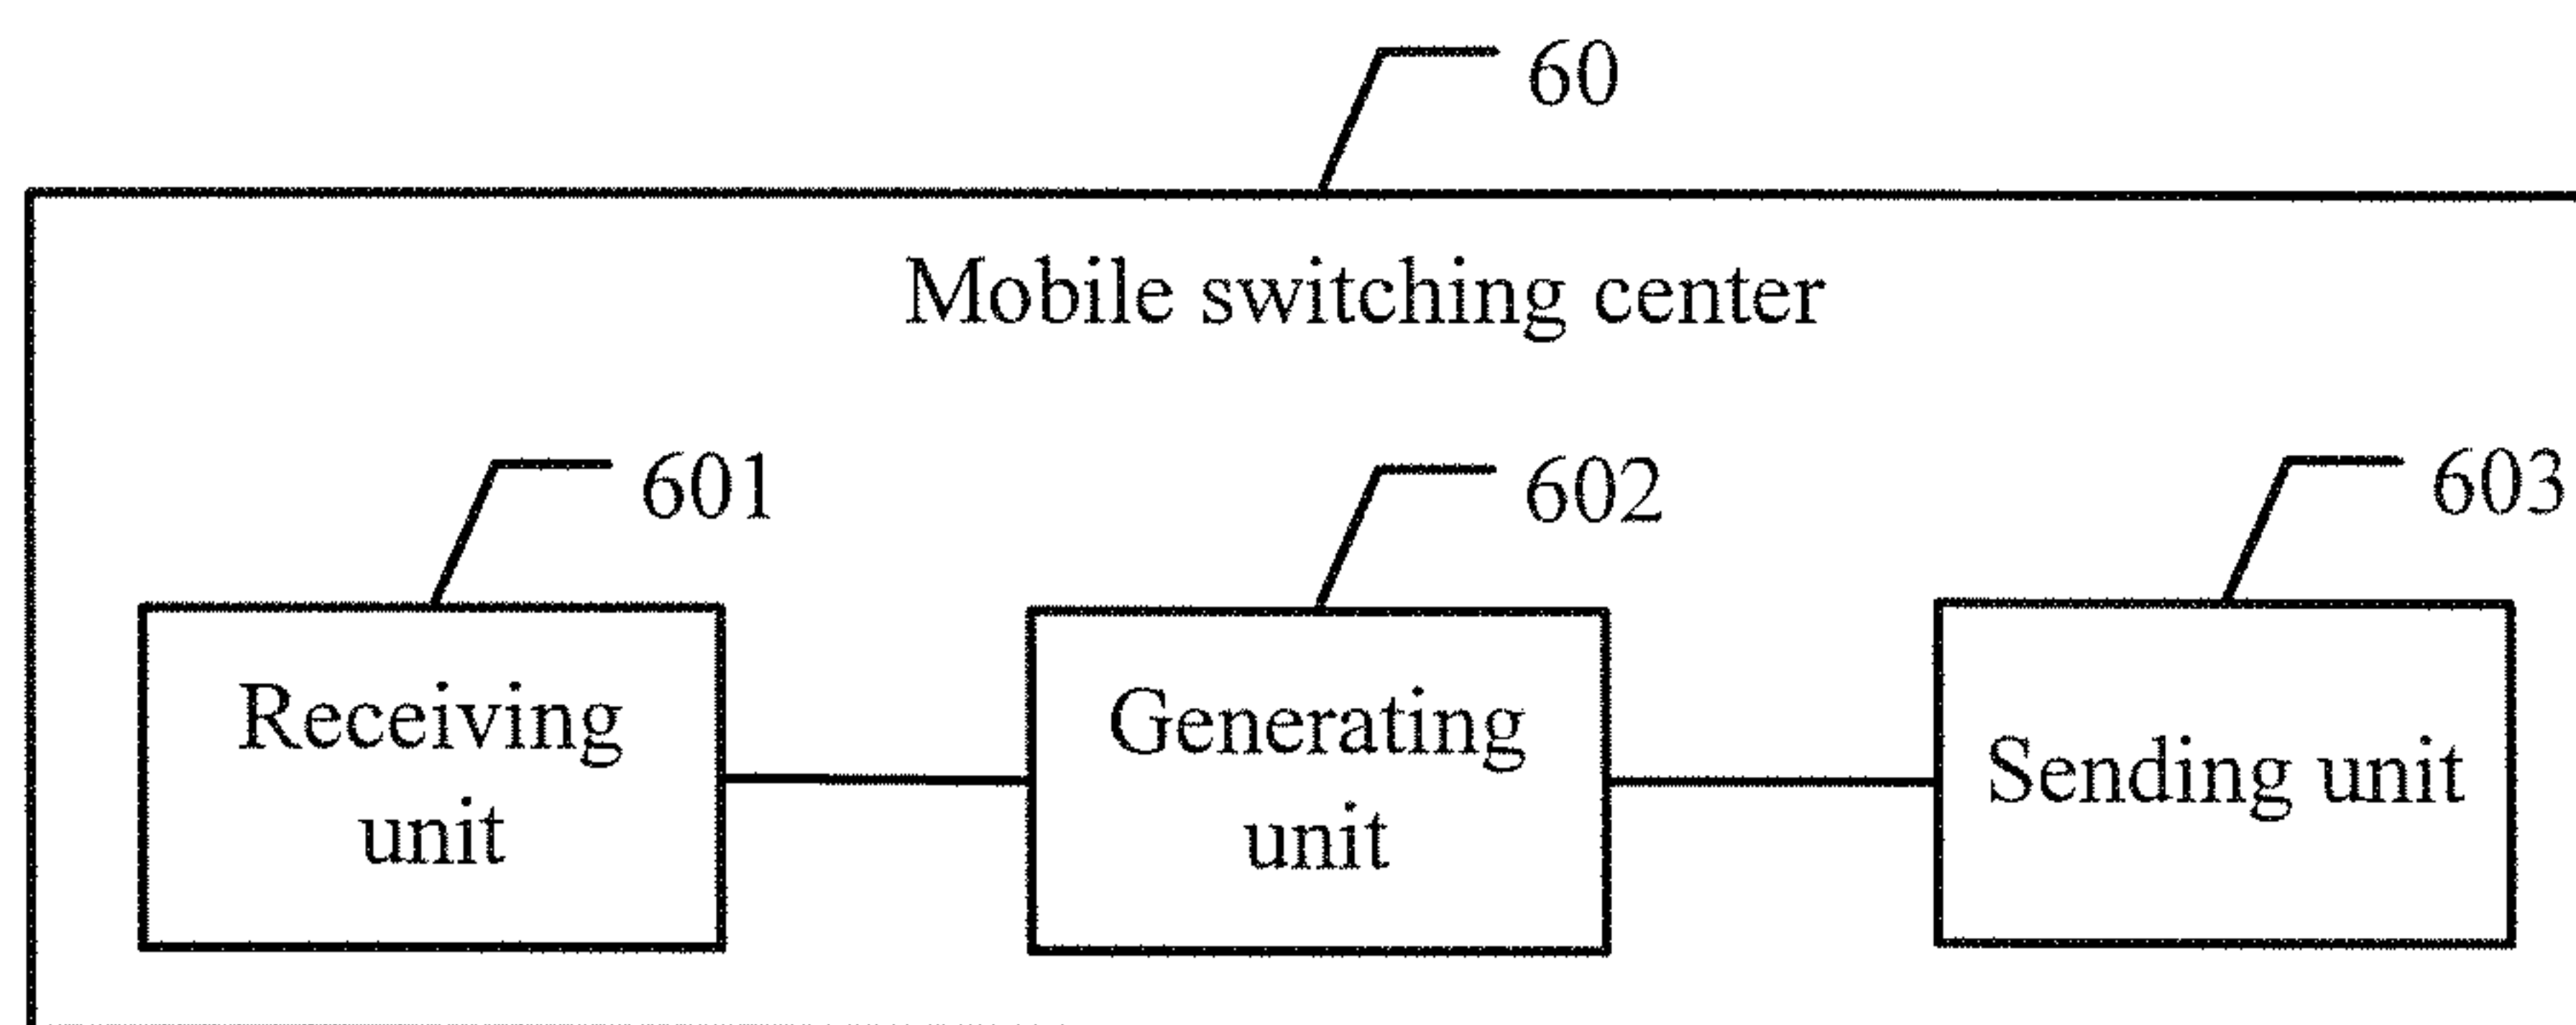 60
Mobile switching center
601
602
603
Receiving
unit
Generating
unit
Sending unit